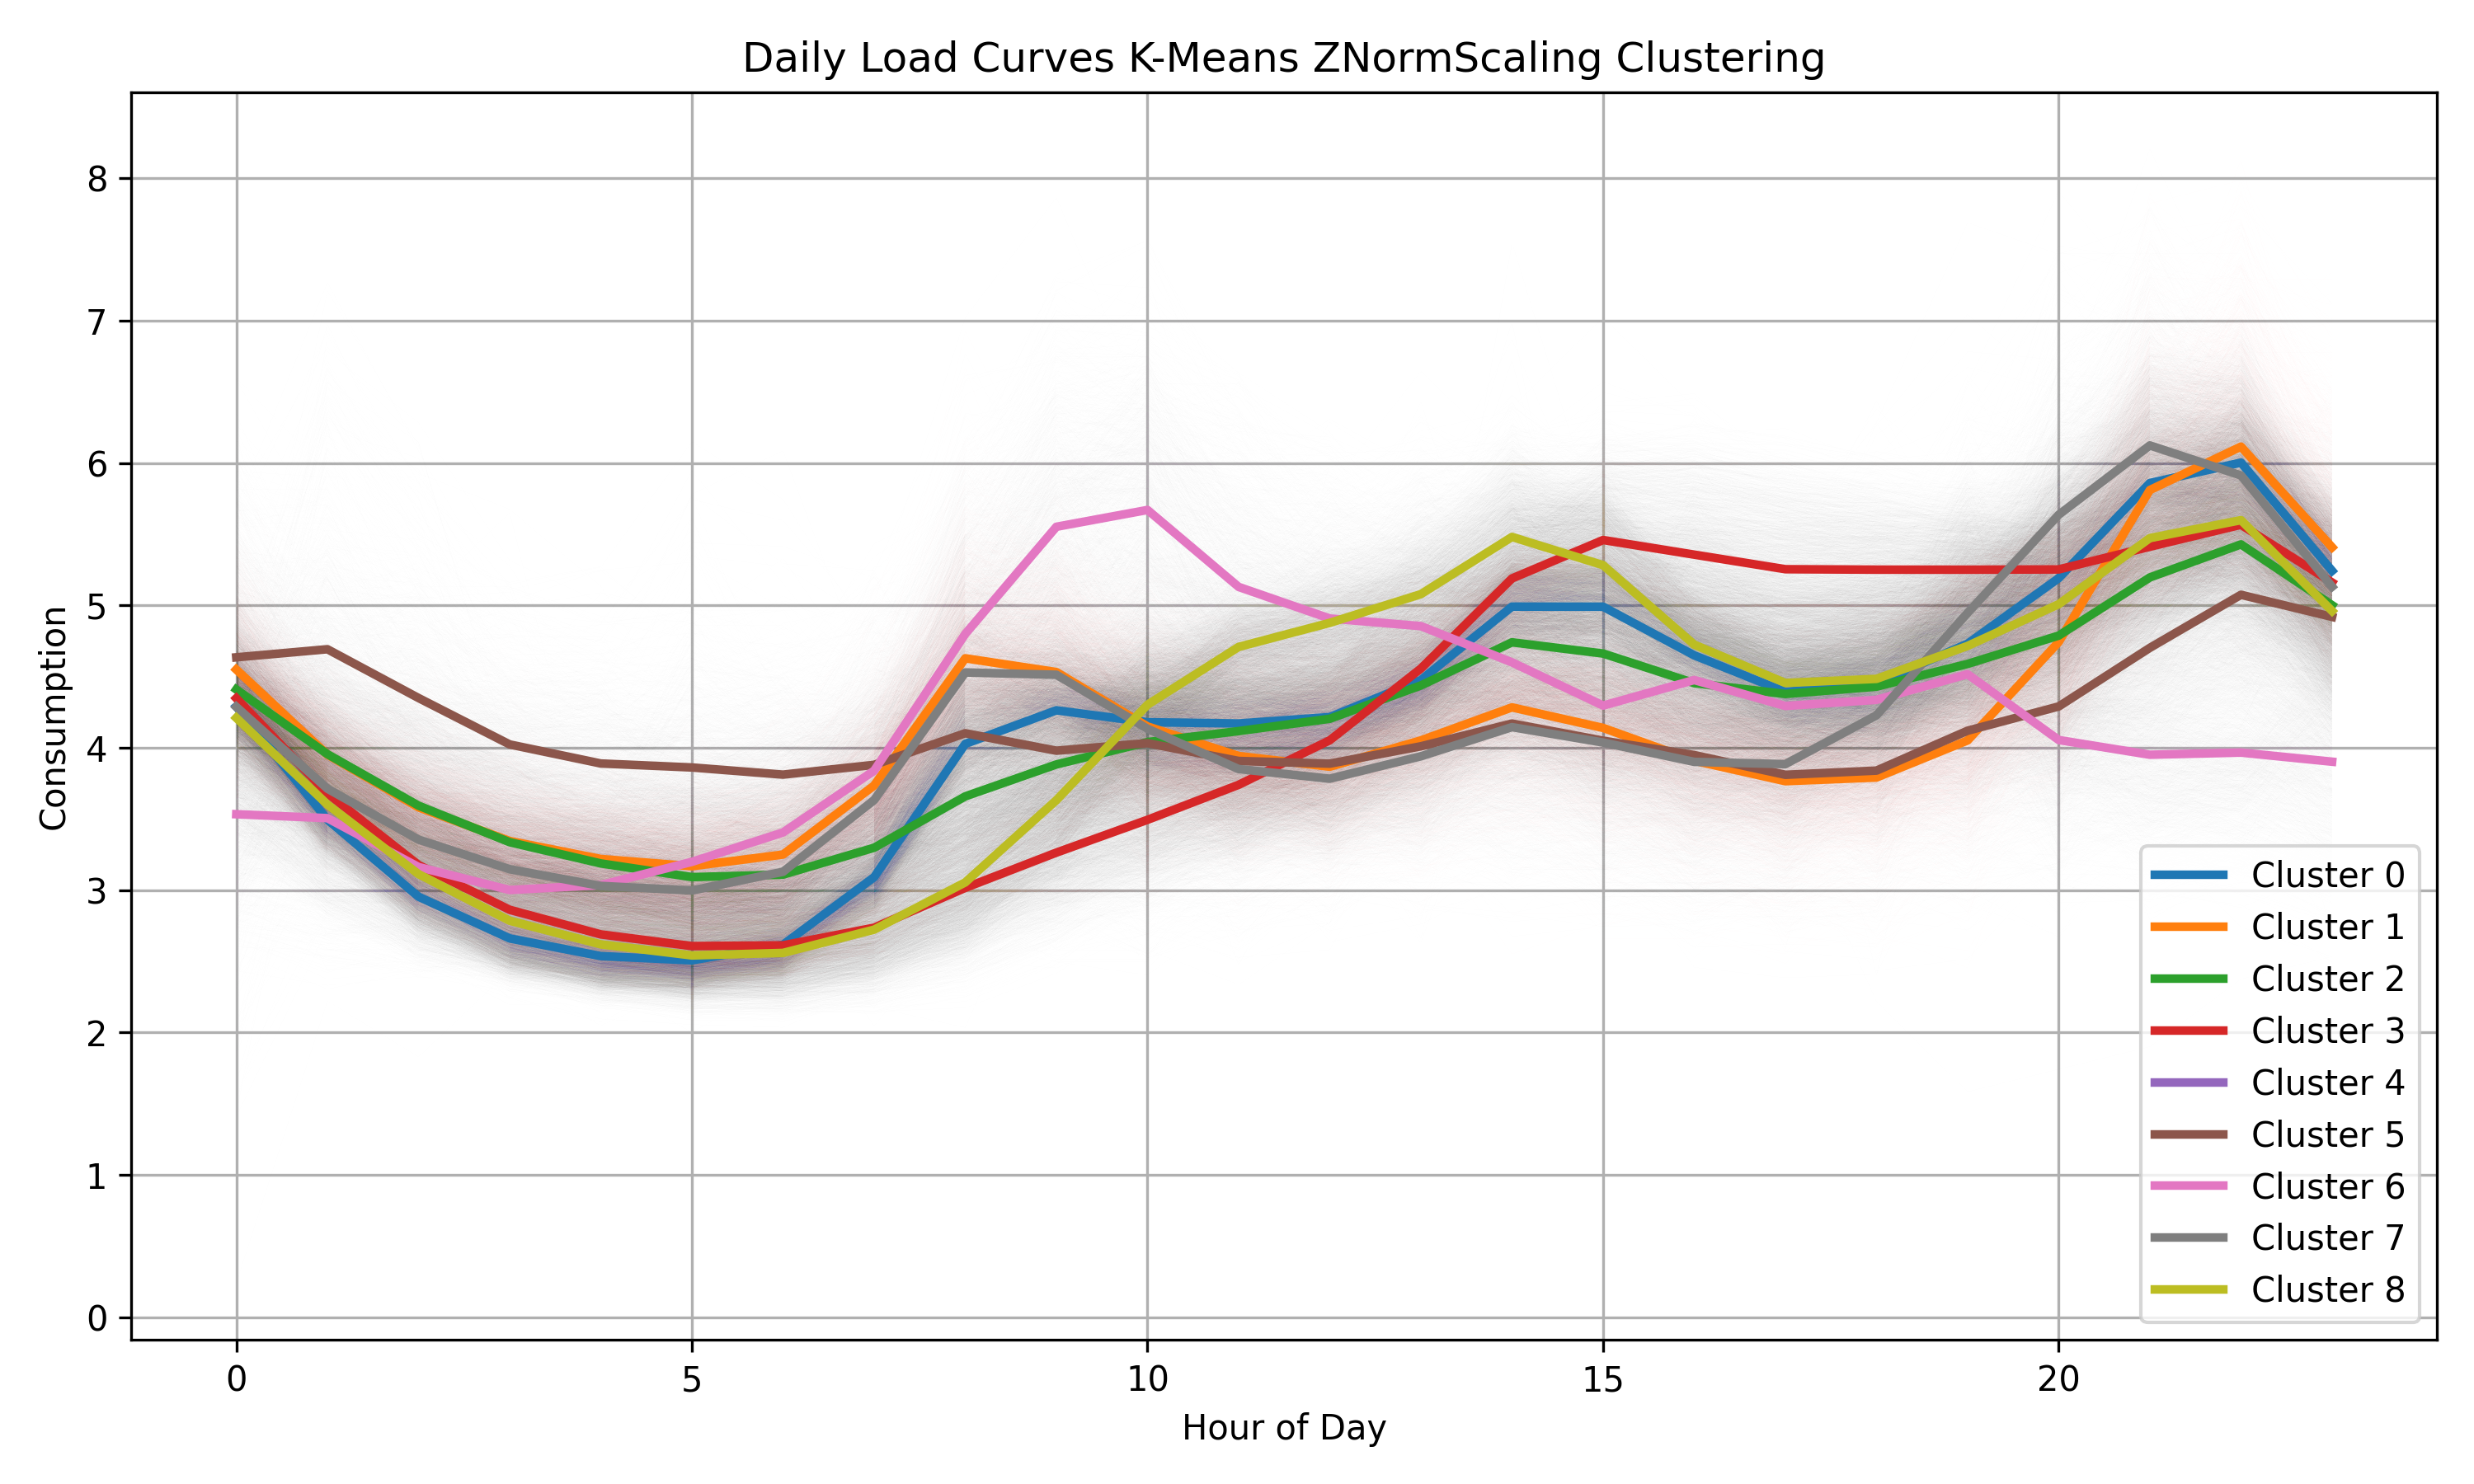 Daily Load Curves K-Means ZNormScaling Clustering
Consumption
8
7
6
5
4
3
2
1
0
0 5 10 15 20
Hour of Day
Cluster 0
Cluster 1
Cluster 2
Cluster 3
Cluster 4
Cluster 5
Cluster 6
Cluster 7
Cluster 8